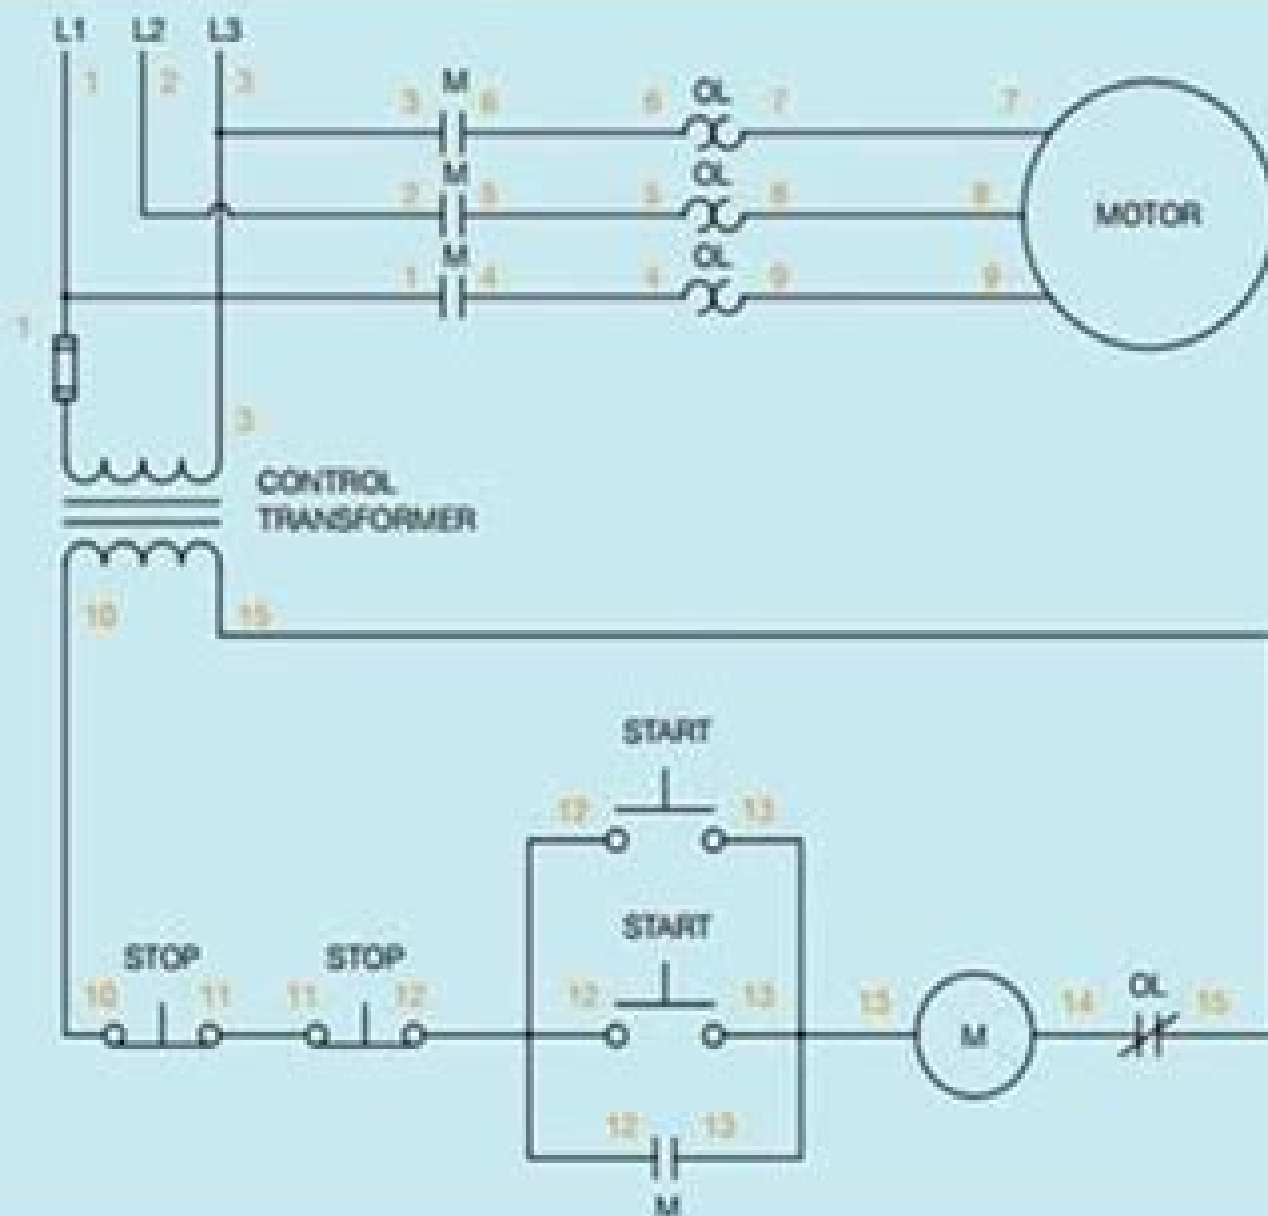 L1 L2 L3
1 2 3
3 M 6 6 OL 7 7
2 M 5 5 OL 8 8
MOTOR
1 M 4 4 OL 9 9
1
3
CONTROL
TRANSFORMER
10 15
START
12 13
STOP STOP START
10 11 11 12 12 13 13 M 14 OL 15
12 13
M